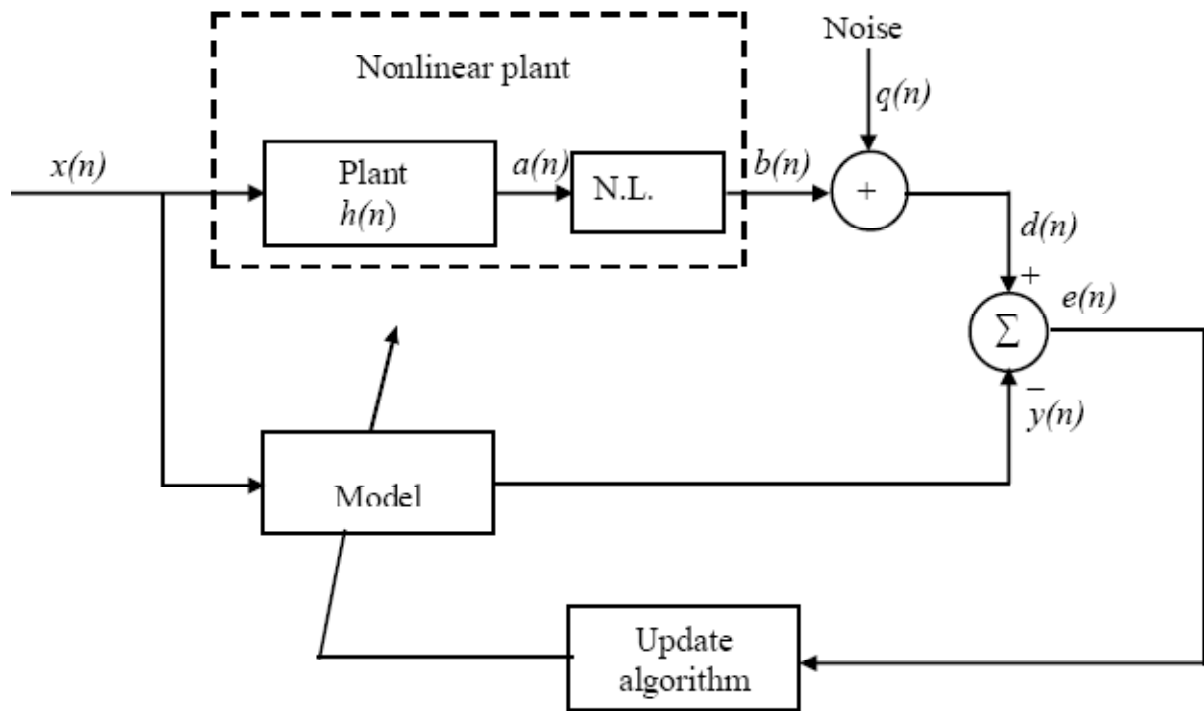 Noise
Nonlinear plant
q(n)
x(n)
Plant
h(n)
a(n)
N.L.
b(n)
+
d(n)
+
e(n)
Σ
−
y(n)
Model
Update
algorithm